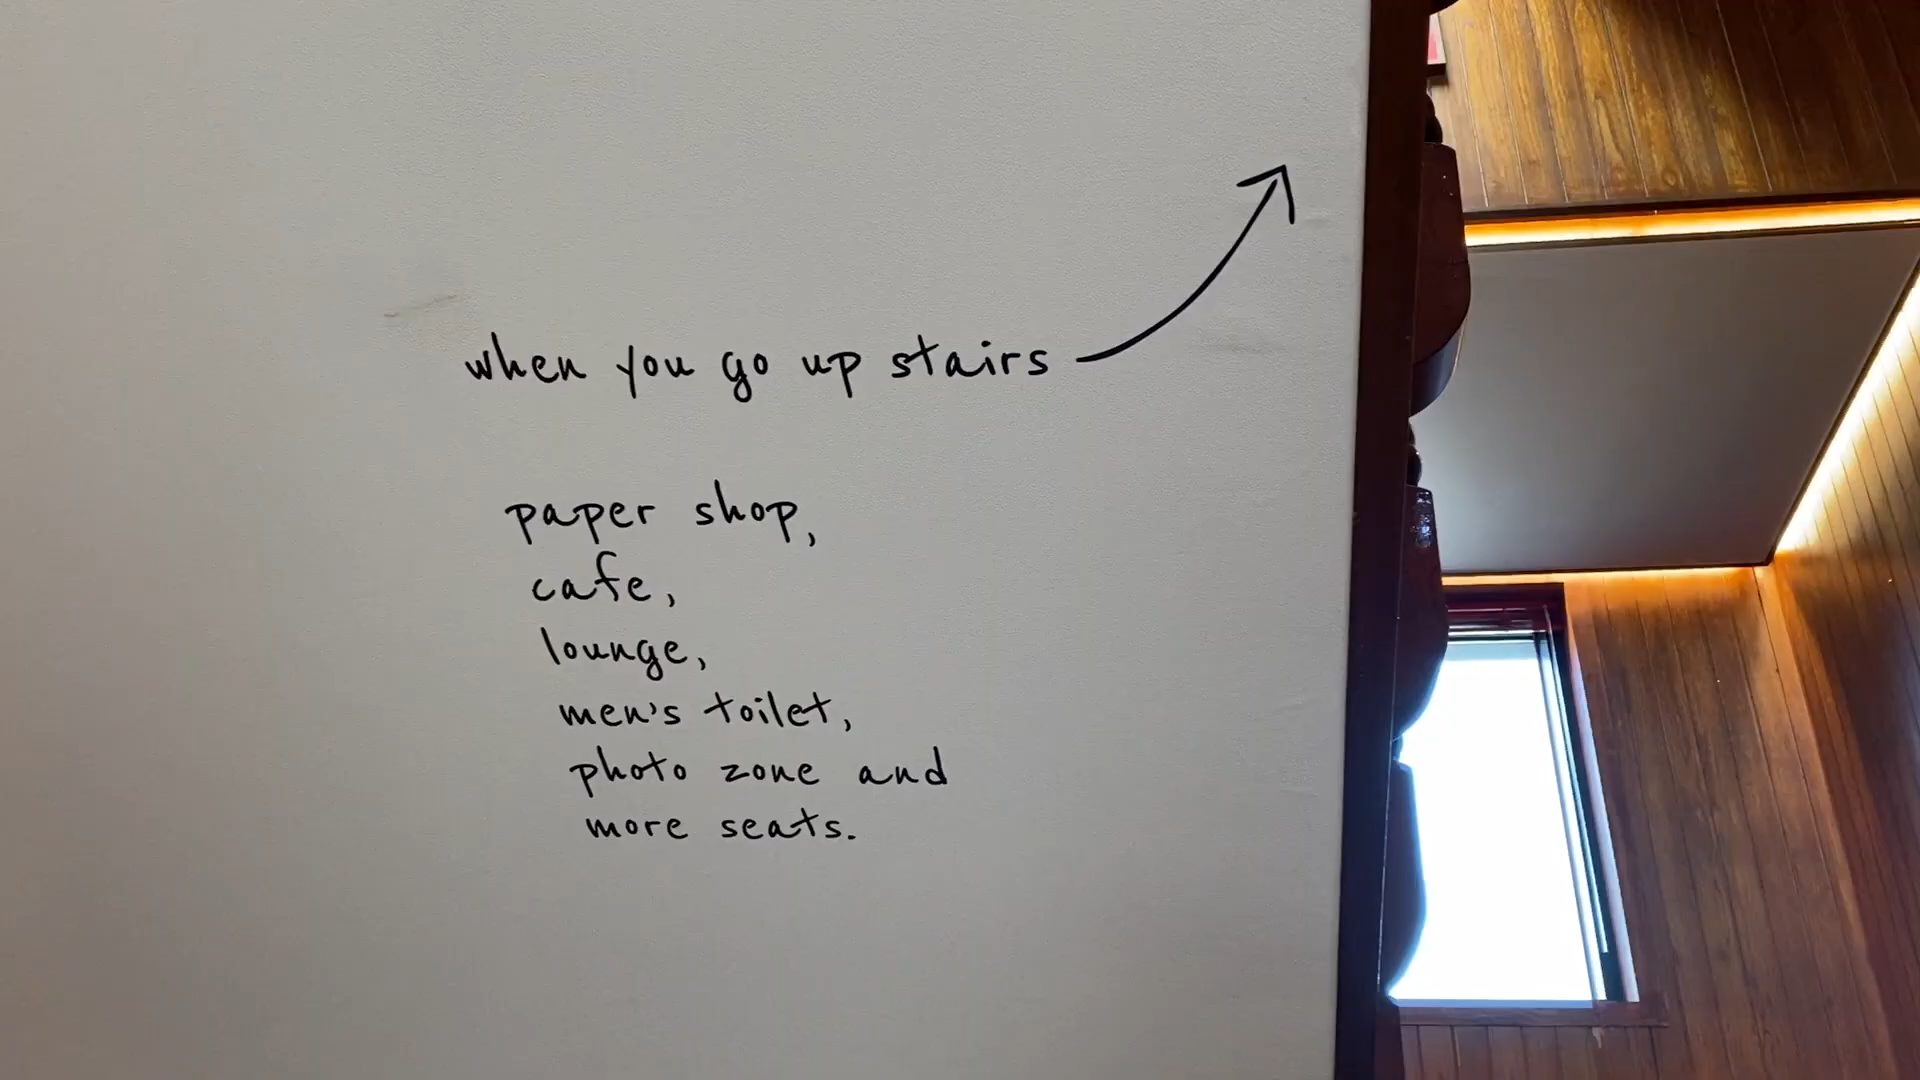 when you go up stairs
paper shop,
cafe,
lounge,
men's toilet,
photo zone and
more seats.